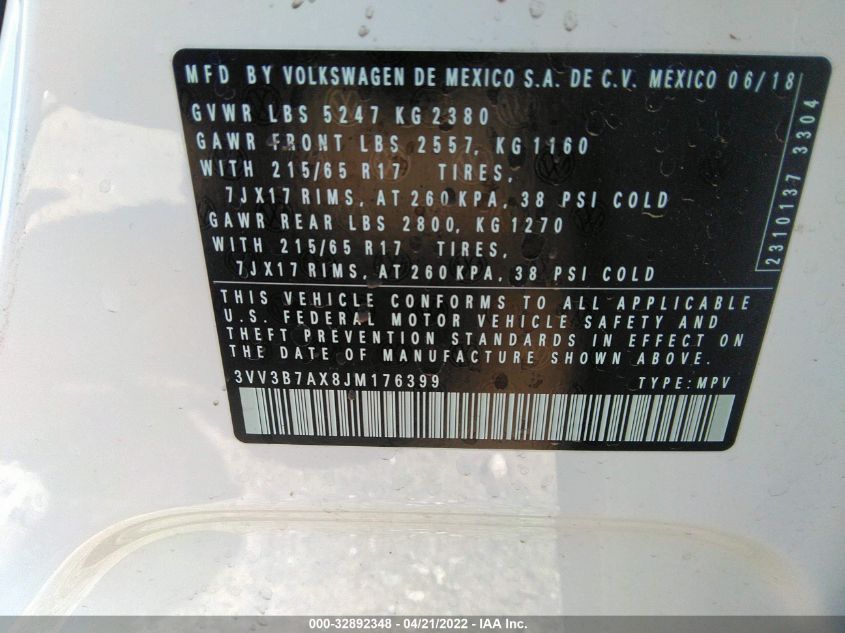 MFD BY VOLKSWAGEN DE MEXICO S.A. DE C.V. MEXICO 06/18
GVWR LBS 5247 KG 2380
GAWR FRONT LBS 2557, KG 1160
WITH 215/65 R17 TIRES,
7JX17 RIMS, AT 260 KPA, 38 PSI COLD
GAWR REAR LBS 2800, KG 1270
WITH 215/65 R17 TIRES,
7JX17 RIMS, AT 260 KPA, 38 PSI COLD
2310137 3304
THIS VEHICLE CONFORMS TO ALL APPLICABLE
U.S. FEDERAL MOTOR VEHICLE SAFETY AND
THEFT PREVENTION STANDARDS IN EFFECT ON
THE DATE OF MANUFACTURE SHOWN ABOVE.
3VV3B7AX8JM176399 TYPE: MPV
000-32892348 - 04/21/2022 - IAA Inc.